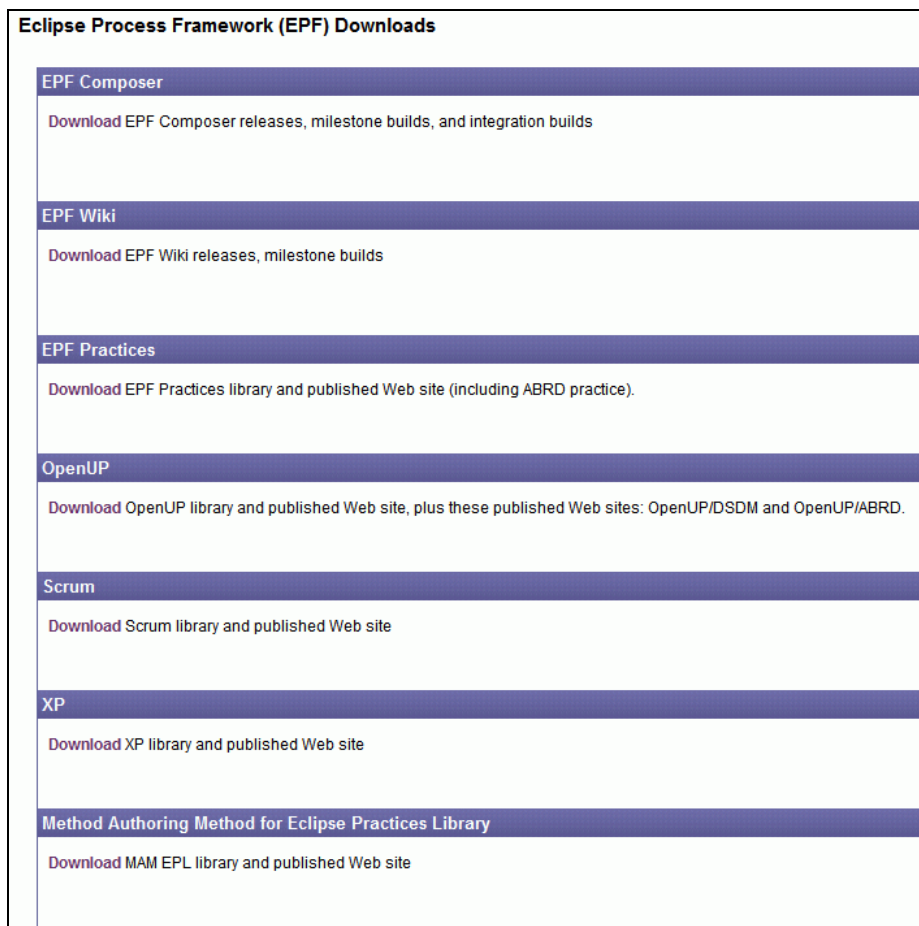 Eclipse Process Framework (EPF) Downloads
EPF Composer
Download EPF Composer releases, milestone builds, and integration builds
EPF Wiki
Download EPF Wiki releases, milestone builds
EPF Practices
Download EPF Practices library and published Web site (including ABRD practice).
OpenUP
Download OpenUP library and published Web site, plus these published Web sites: OpenUP/DSDM and OpenUP/ABRD.
Scrum
Download Scrum library and published Web site
XP
Download XP library and published Web site
Method Authoring Method for Eclipse Practices Library
Download MAM EPL library and published Web site